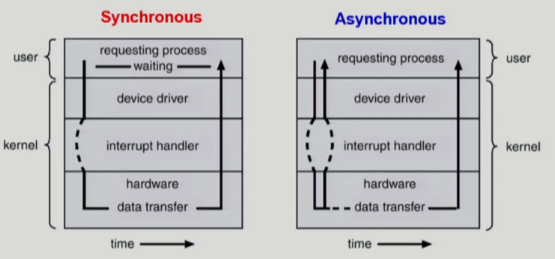 Synchronous
user
requesting process
waiting
device driver
kernel
interrupt handler
hardware
data transfer
time
Asynchronous
requesting process
user
device driver
interrupt handler
kernel
hardware
data transfer
time